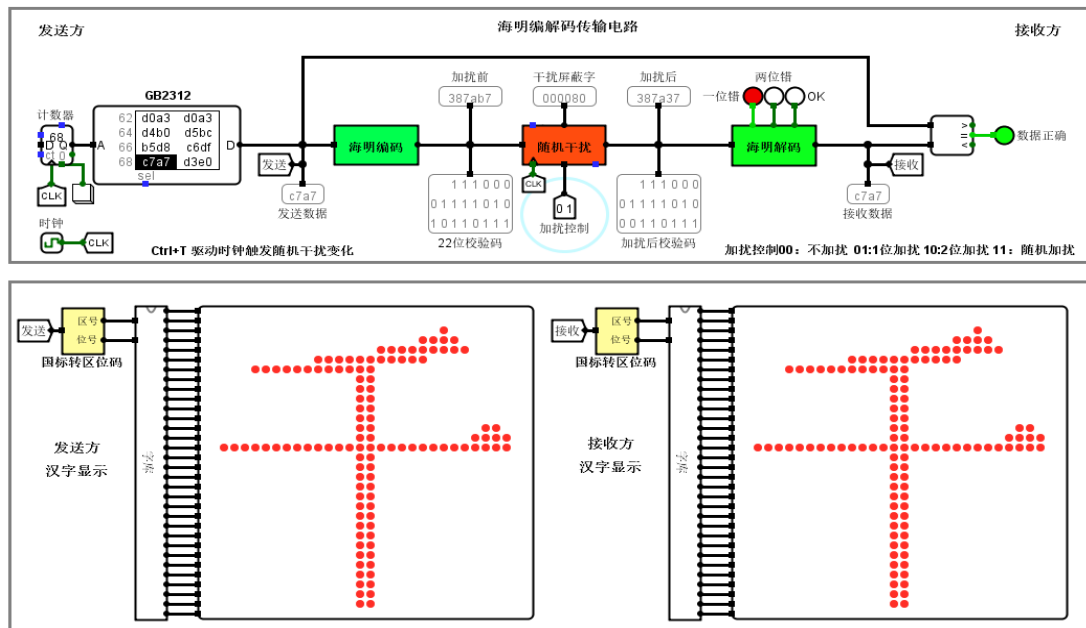 发送方
海明编解码传输电路
接收方
加扰前
387ab7
干扰屏蔽字
000080
加扰后
387a37
两位错
一位错
OK
计数器
68
D Q
ct 0
CLK
GB2312
A
62 d0a3 d0a3
64 d4b0 d5bc
66 b5d8 c6df
68 c7a7 d3e0
D
sel
发送
c7a7
发送数据
海明编码
随机干扰
海明解码
CLK
0 1
加扰控制
1 1 1 0 0 0
0 1 1 1 1 0 1 0
1 0 1 1 0 1 1 1
22位校验码
1 1 1 0 0 0
0 1 1 1 1 0 1 0
0 0 1 1 0 1 1 1
加扰后校验码
接收
c7a7
接收数据
数据正确
时钟
CLK
Ctrl+T 驱动时钟触发随机干扰变化
加扰控制00：不加扰 01:1位加扰 10:2位加扰 11：随机加扰
发送
区号
位号
国标转区位码
字库
发送方
汉字显示
接收
区号
位号
国标转区位码
字库
接收方
汉字显示
千
千